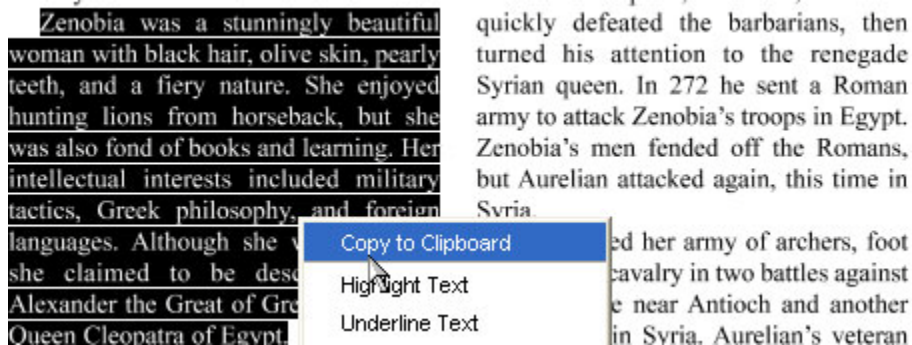 Zenobia was a stunningly beautiful
woman with black hair, olive skin, pearly
teeth, and a fiery nature. She enjoyed
hunting lions from horseback, but she
was also fond of books and learning. Her
intellectual interests included military
tactics, Greek philosophy, and foreign
languages. Although she
she claimed to be
Alexander the Great of
Queen Cleopatra of Egypt.
quickly defeated the barbarians, then
turned his attention to the renegade
Syrian queen. In 272 he sent a Roman
army to attack Zenobia's troops in Egypt.
Zenobia's men fended off the Romans,
but Aurelian attacked again, this time in
Syria.
her army of archers, foot
cavalry in two battles against
near Antioch and another
in Syria. Aurelian's veteran
Copy to Clipboard
Highlight Text
Underline Text